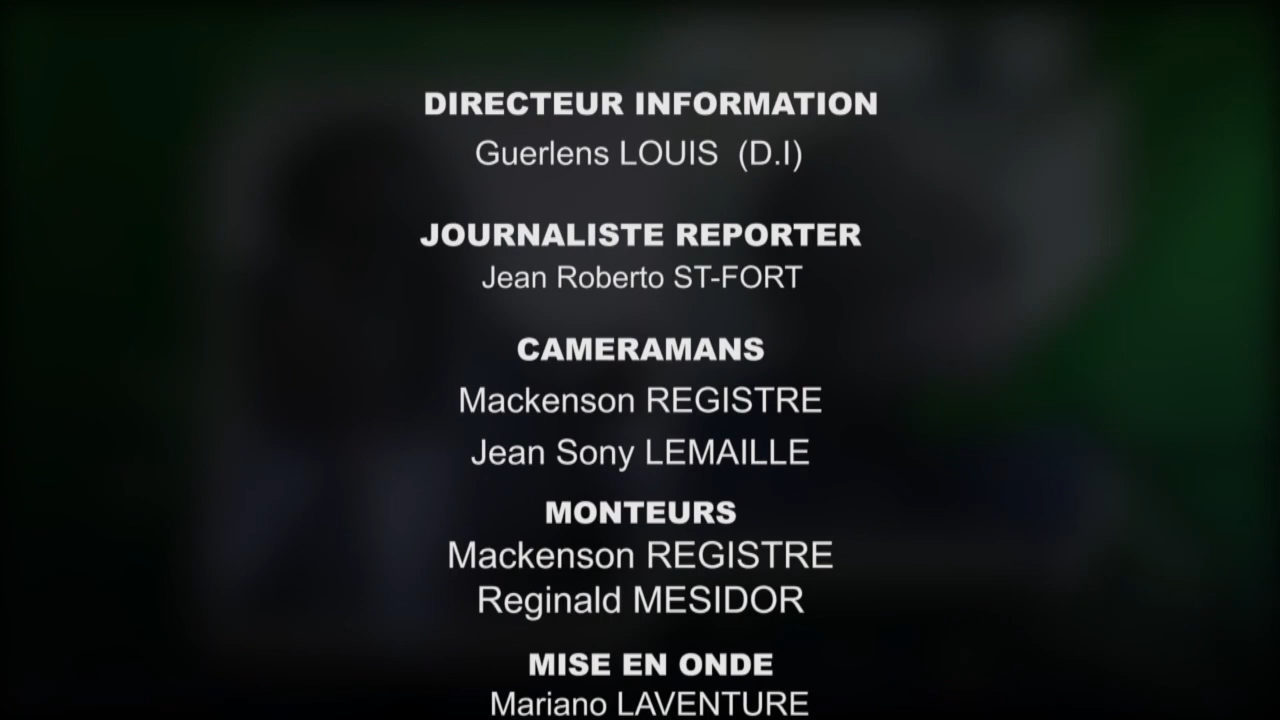 DIRECTEUR INFORMATION
Guerlens LOUIS (D.I)
JOURNALISTE REPORTER
Jean Roberto ST-FORT
CAMERAMANS
Mackenson REGISTRE
Jean Sony LEMAILLE
MONTEURS
Mackenson REGISTRE
Reginald MESIDOR
MISE EN ONDE
Mariano LAVENTURE